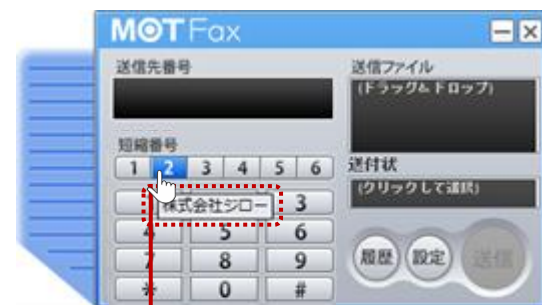 MOT Fax
送信先番号
送信ファイル
(ドラッグ&ドロップ)
短縮番号
1 2 3 4 5 6
送付状
(クリックして選択)
株式会社ジロー
3
4 5 6
7 8 9
* 0 #
履歴 設定 送信